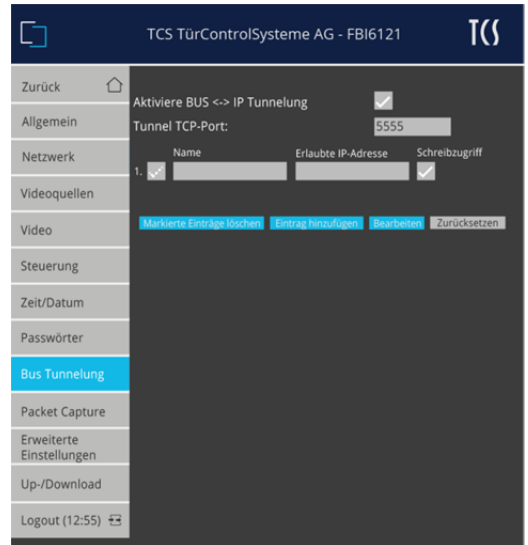 TCS TürControlSysteme AG - FBI6121
TCS
Zurück
Allgemein
Netzwerk
Videoquellen
Video
Steuerung
Zeit/Datum
Passwörter
Bus Tunnelung
Packet Capture
Erweiterte
Einstellungen
Up-/Download
Logout (12:55)
Aktiviere BUS <-> IP Tunnelung
Tunnel TCP-Port: 5555
Name Erlaubte IP-Adresse Schreibzugriff
1.
Markierte Einträge löschen Eintrag hinzufügen Bearbeiten Zurücksetzen